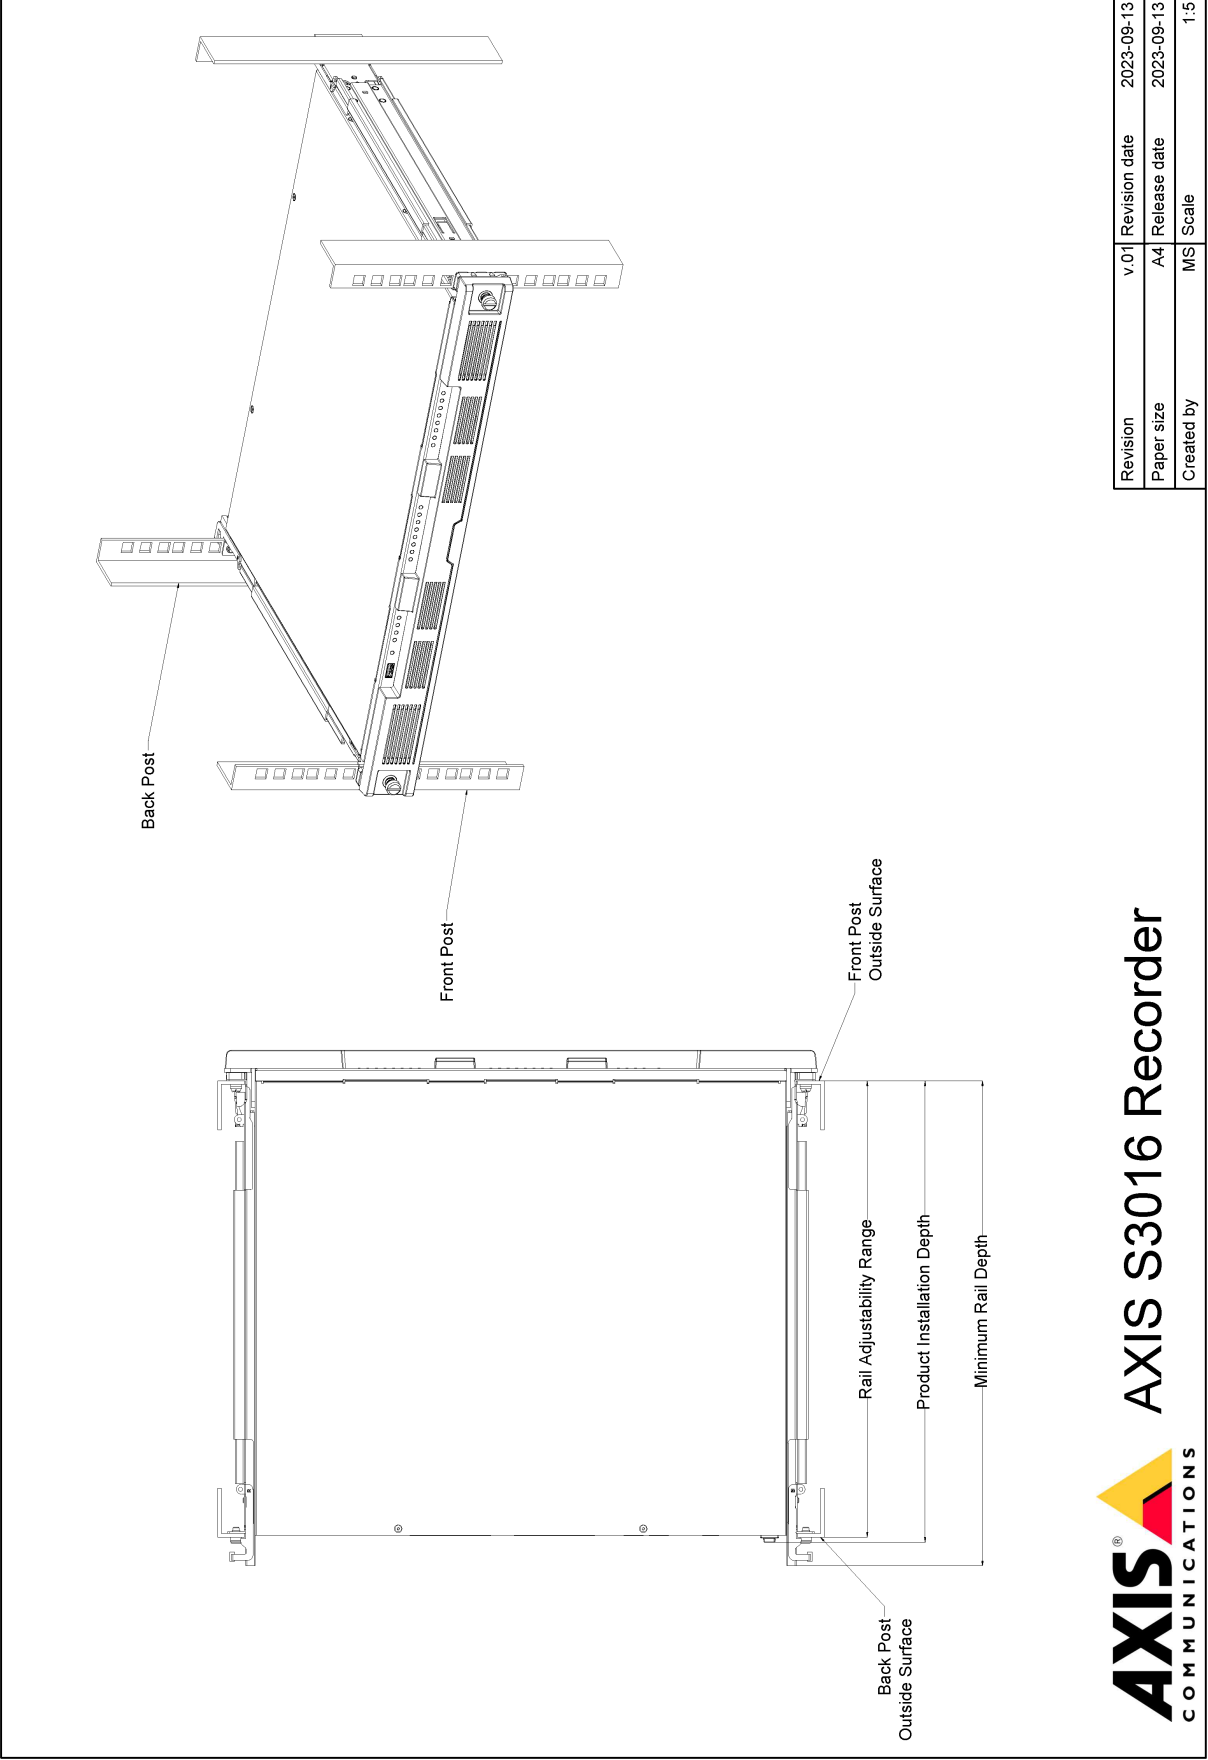 Back Post
Front Post
Front Post
Outside Surface
Rail Adjustability Range
Product Installation Depth
Minimum Rail Depth
Back Post
Outside Surface
AXIS®
COMMUNICATIONS
AXIS S3016 Recorder
Revision v.01 Revision date 2023-09-13
Paper size A4 Release date 2023-09-13
Created by MS Scale 1:5